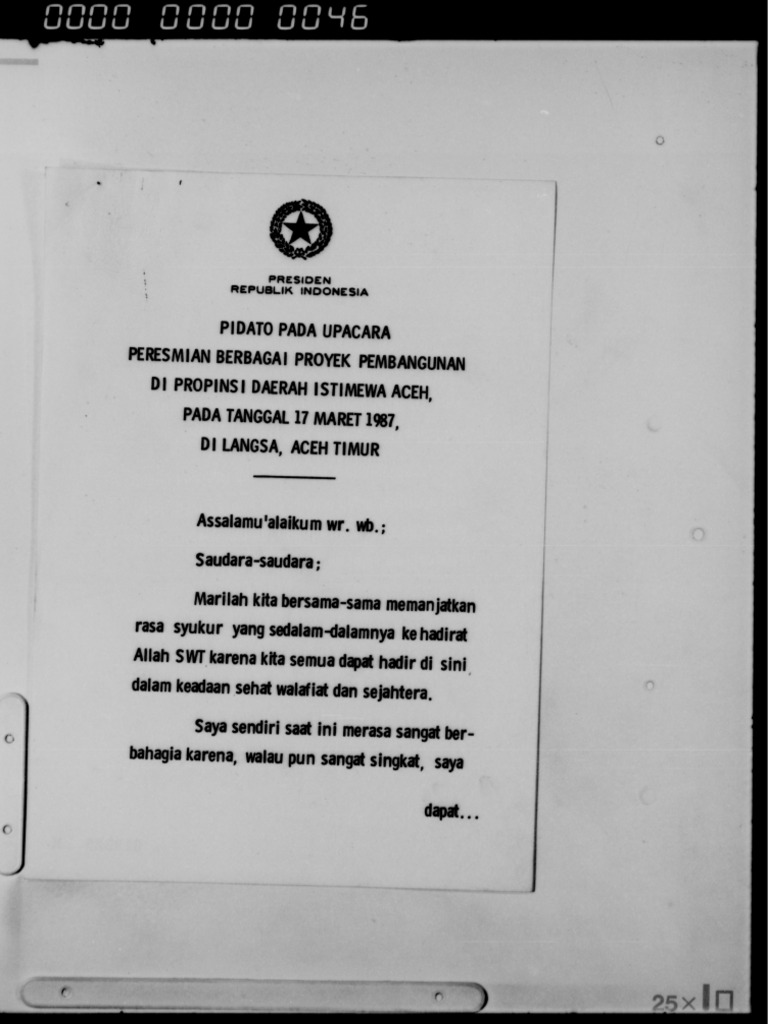 0000 0000 0046
PRESIDEN
REPUBLIK INDONESIA
PIDATO PADA UPACARA
PERESMIAN BERBAGAI PROYEK PEMBANGUNAN
DI PROPINSI DAERAH ISTIMEWA ACEH,
PADA TANGGAL 17 MARET 1987,
DI LANGSA, ACEH TIMUR
Assalamu'alaikum wr. wb.;
Saudara-saudara;
Marilah kita bersama-sama memanjatkan
rasa syukur yang sedalam-dalamnya ke hadirat
Allah SWT karena kita semua dapat hadir di sini
dalam keadaan sehat walafiat dan sejahtera.
Saya sendiri saat ini merasa sangat ber-
bahagia karena, walau pun sangat singkat, saya
dapat...
25×